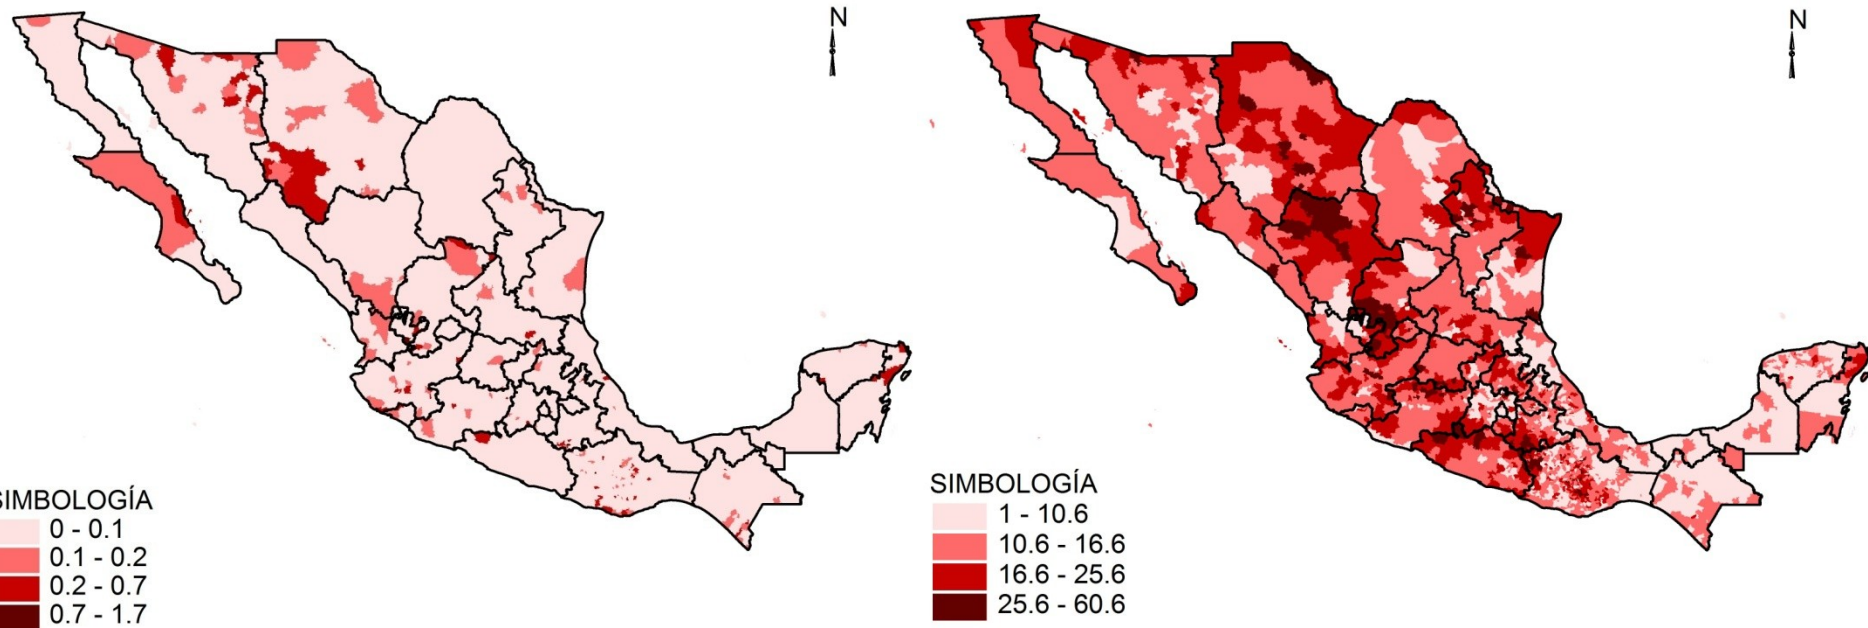 N
SIMBOLOGÍA
0 - 0.1
0.1 - 0.2
0.2 - 0.7
0.7 - 1.7
N
SIMBOLOGÍA
1 - 10.6
10.6 - 16.6
16.6 - 25.6
25.6 - 60.6